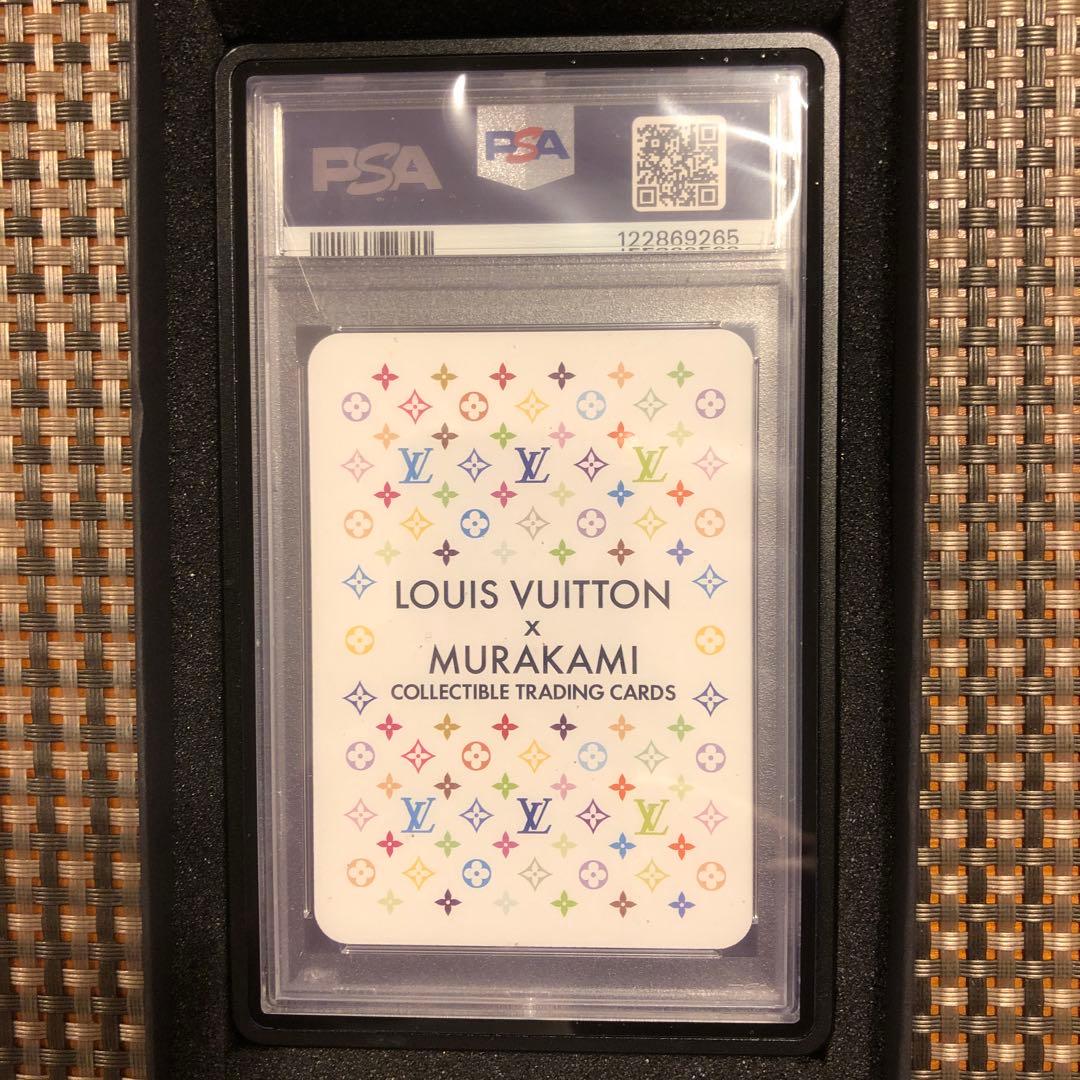 PSA PSA
122869265
LOUIS VUITTON
x
MURAKAMI
COLLECTIBLE TRADING CARDS